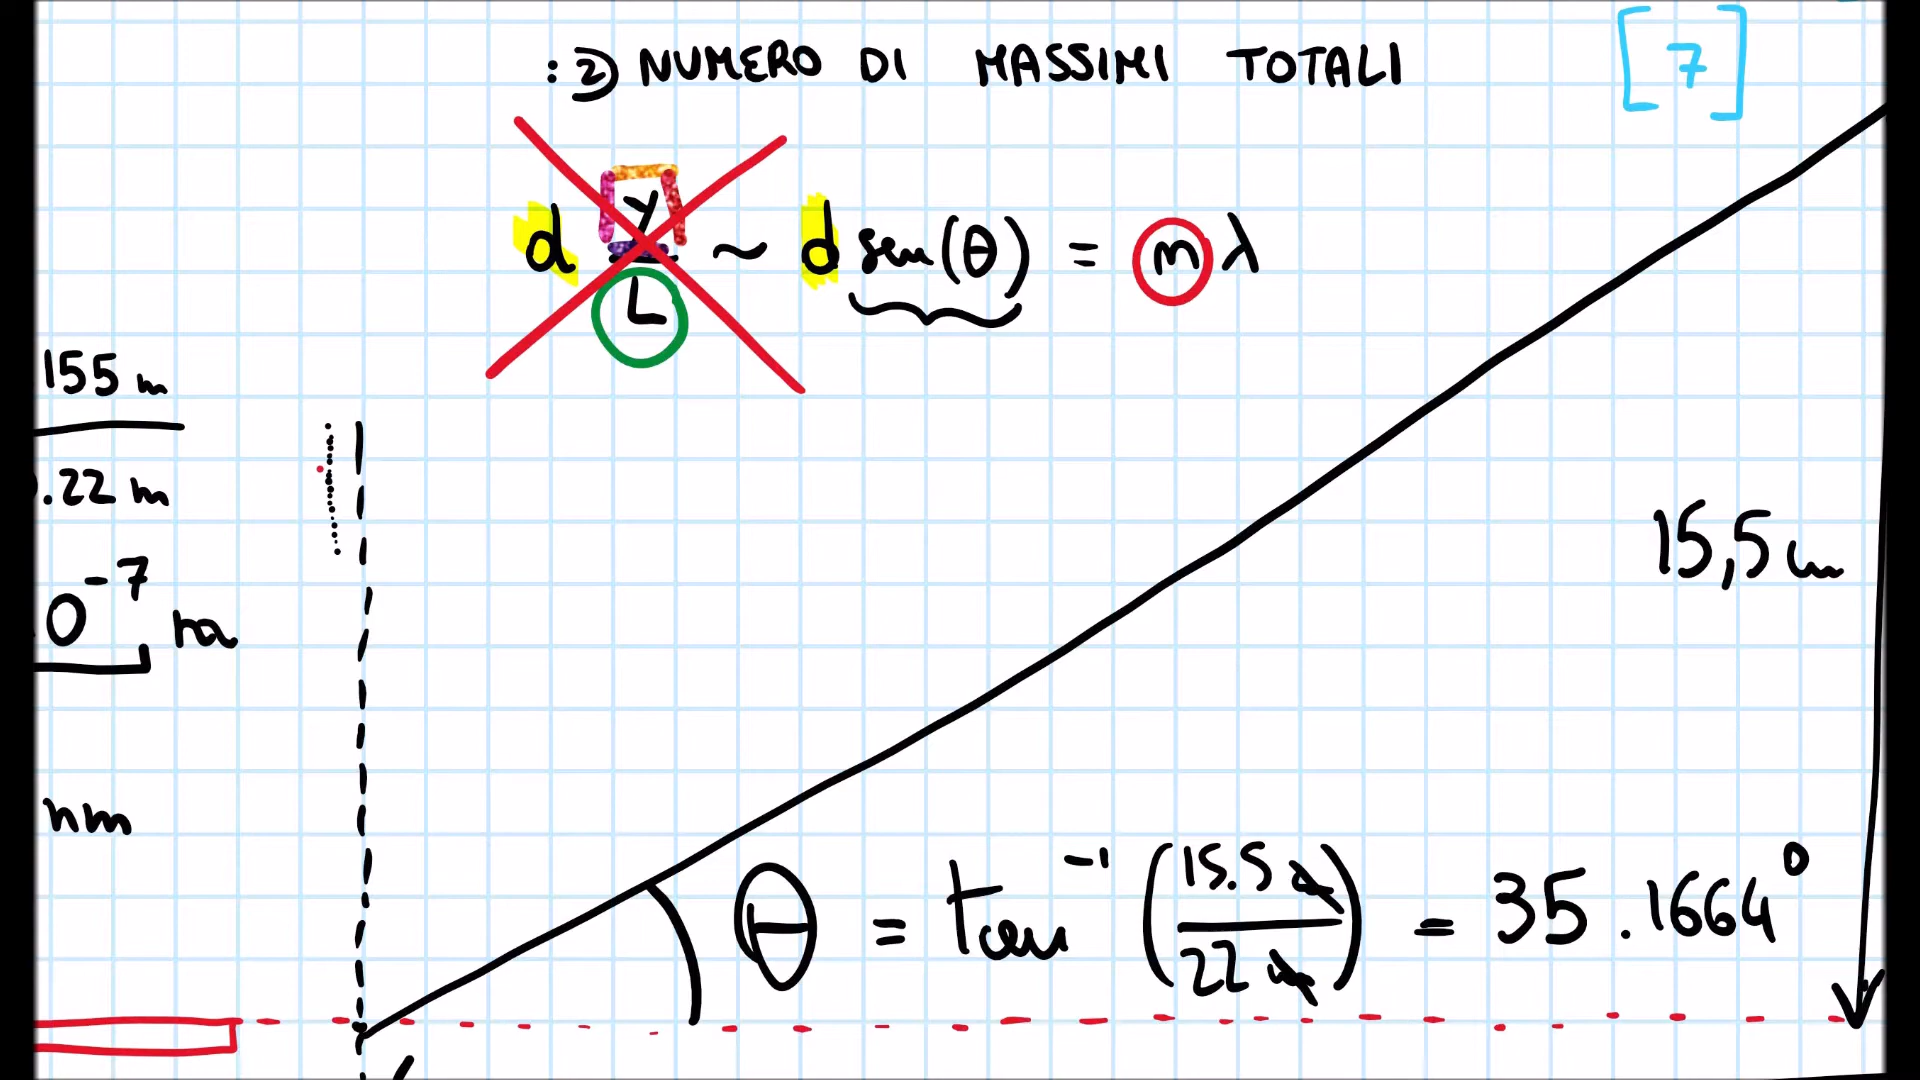 :2) NUMERO DI MASSIMI TOTALI
[7]
d y/L ~ d sen(θ) = m λ
155 m
.22 m
0⁻⁷ m
nm
15,5 m
θ = tan⁻¹ (15.5 m / 22 m) = 35.1664°